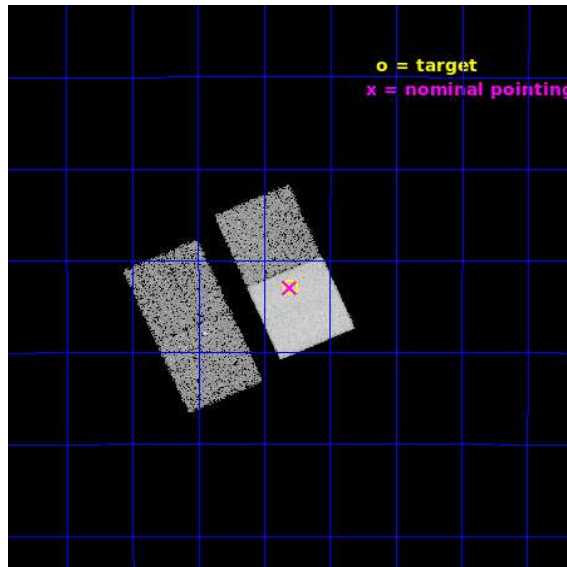 o = target
x = nominal pointing